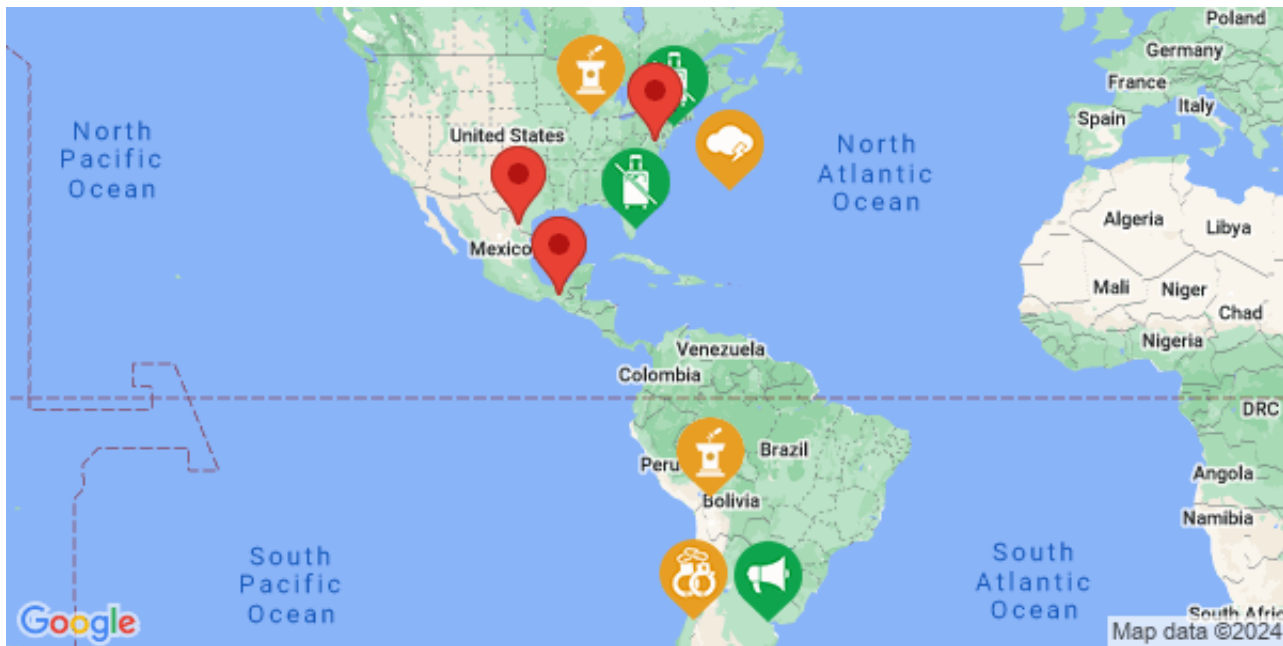 Poland
Germany
France
Italy
Spain
North
Pacific
Ocean
United States
North
Atlantic
Ocean
Algeria
Libya
Mexico
Mali
Niger
Chad
Nigeria
Venezuela
Colombia
DRC
Brazil
Peru
Angola
Bolivia
Namibia
South
Pacific
Ocean
South
Atlantic
Ocean
South Afric
Google
Map data ©2024